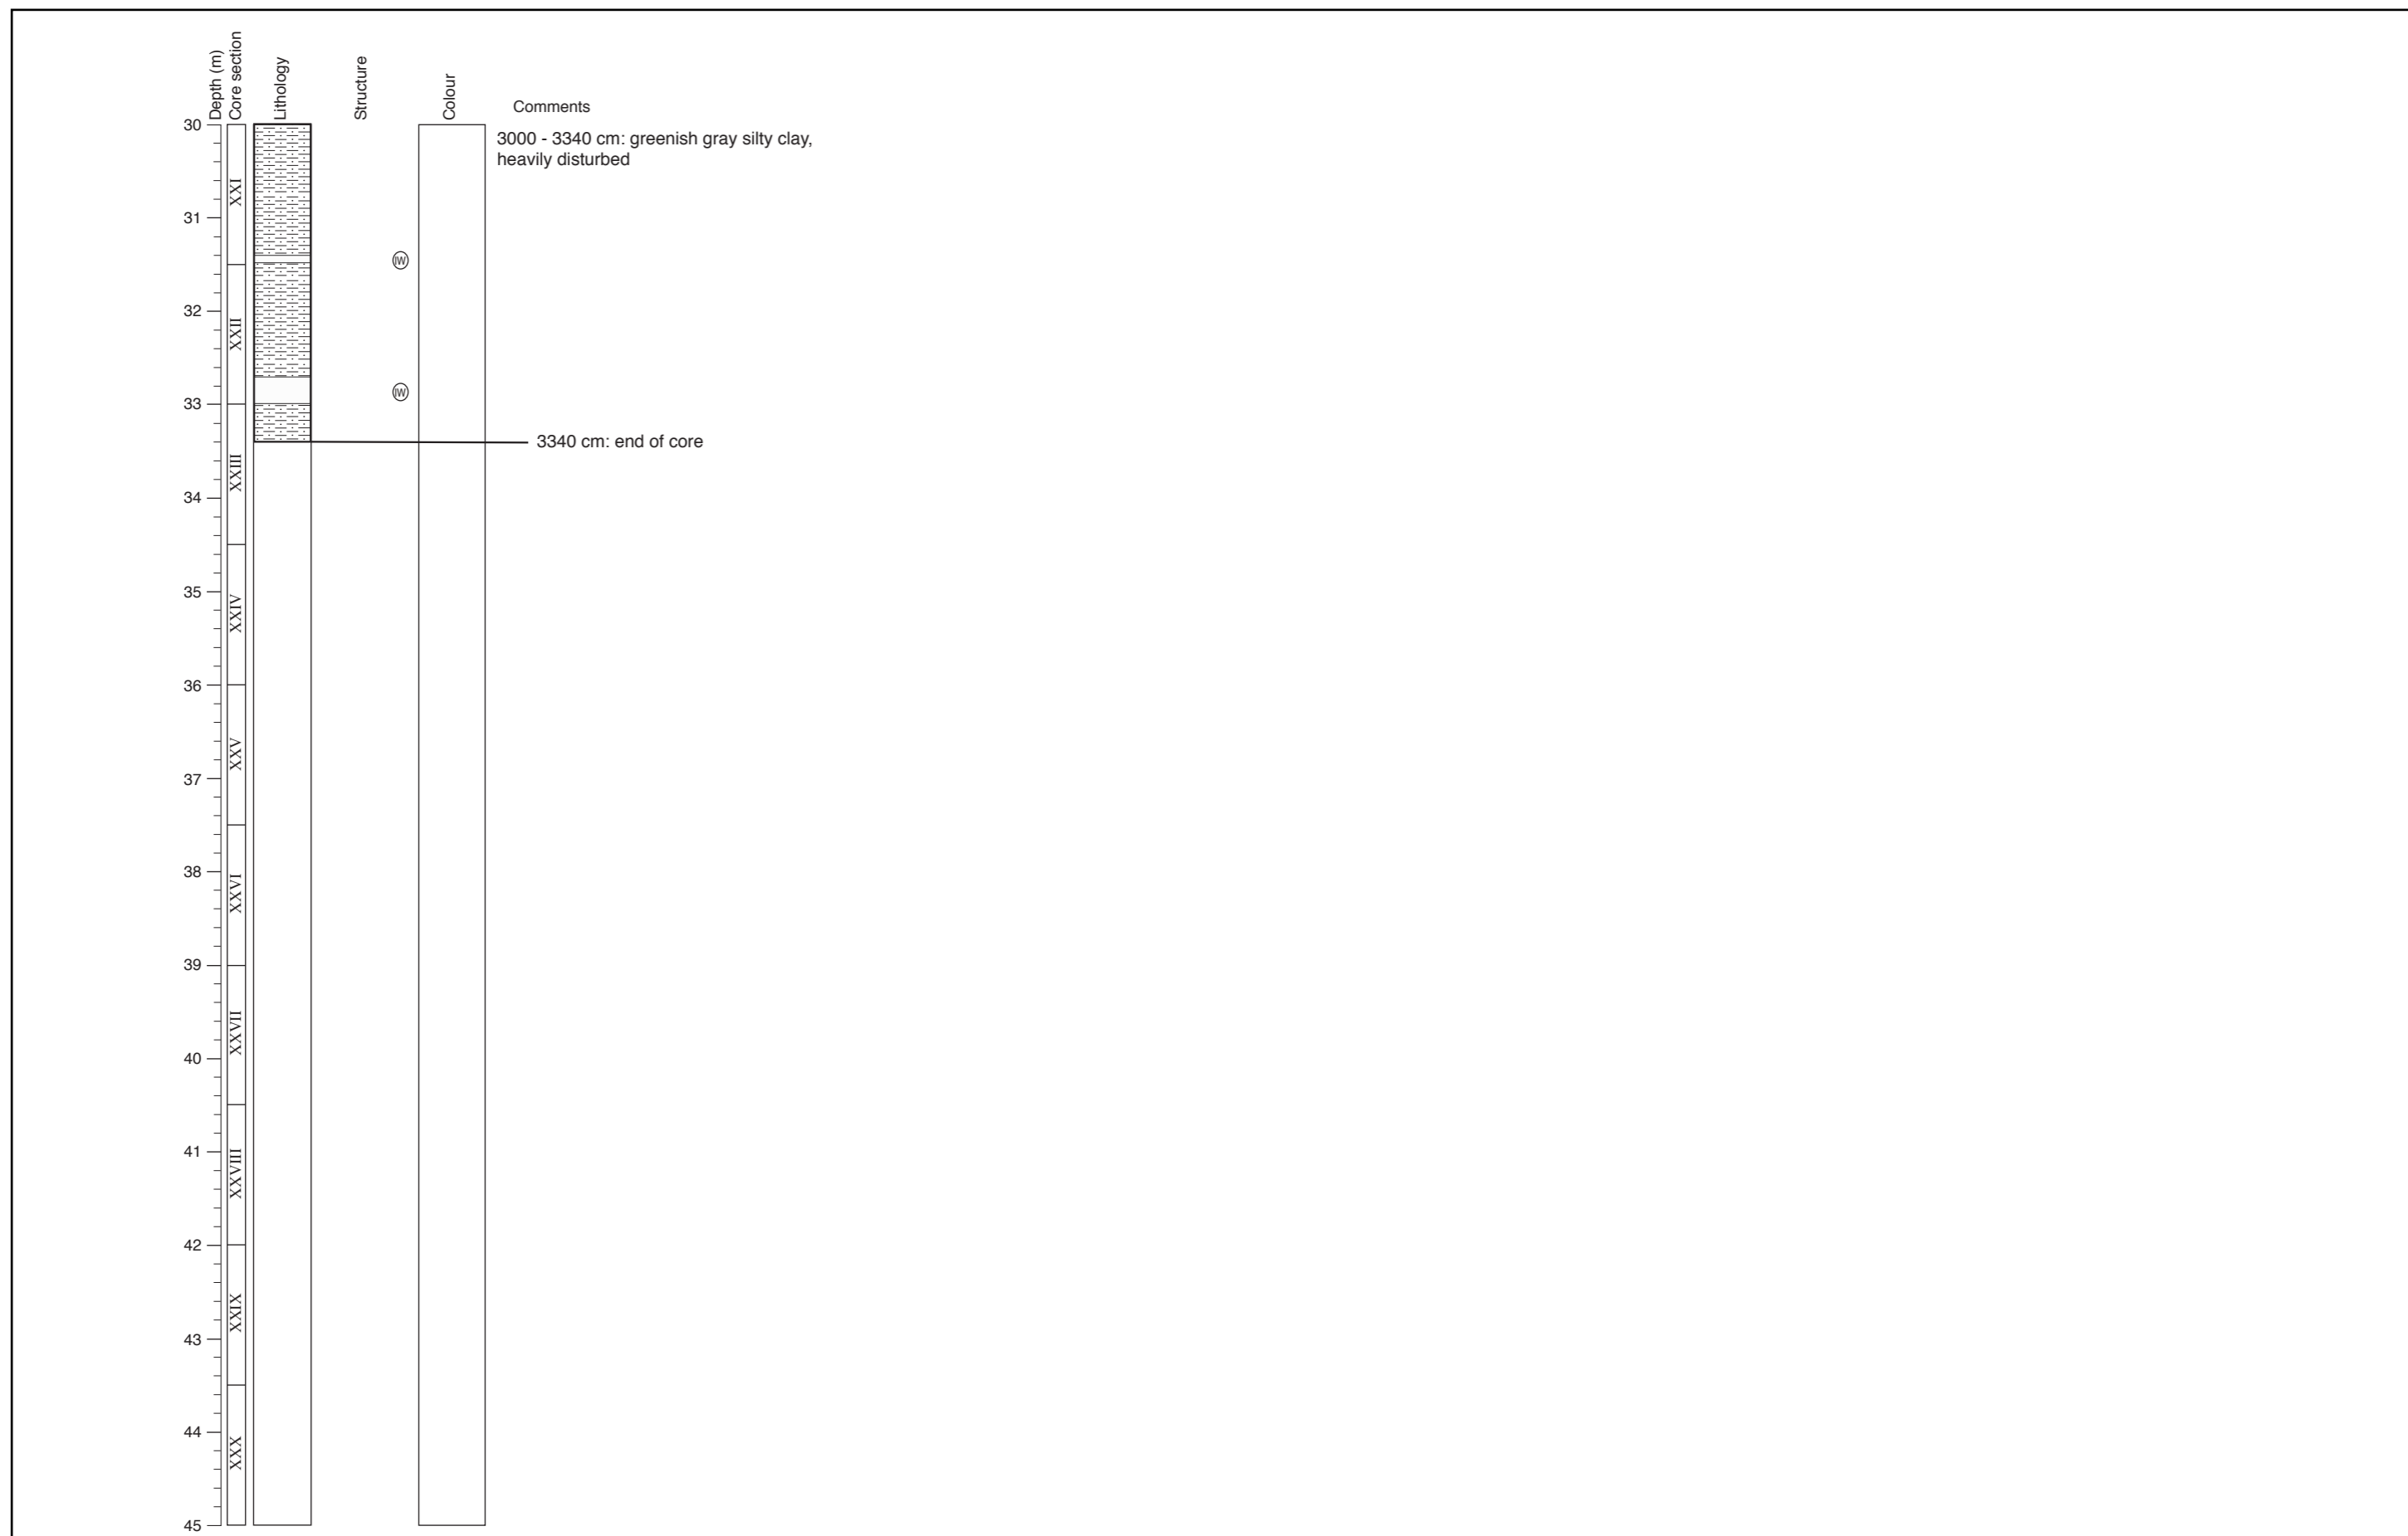 Depth (m)
Core section
Lithology
Structure
Colour
Comments
30
3000 - 3340 cm: greenish gray silty clay,
heavily disturbed
XXI
31
IW
32
XXII
IW
33
3340 cm: end of core
XXIII
34
35
XXIV
36
XXV
37
38
XXVI
39
XXVII
40
41
XXVIII
42
XXIX
43
44
XXX
45